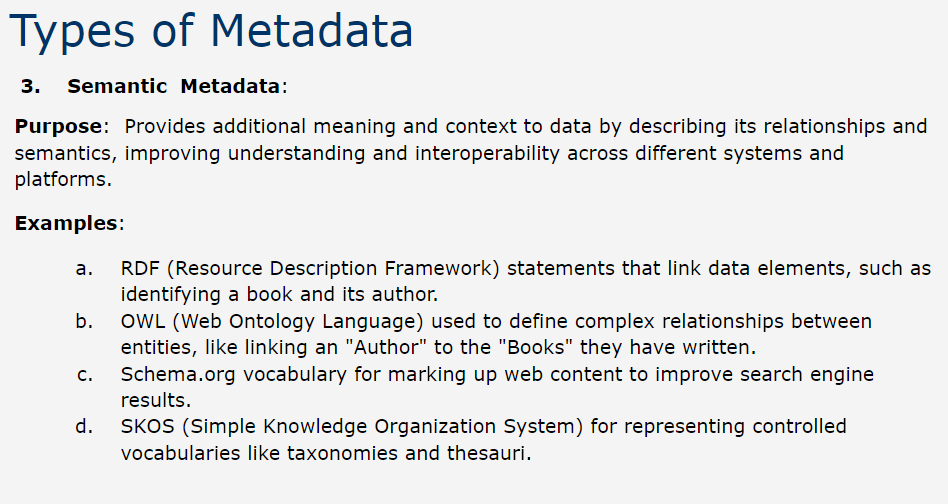 Types of Metadata
3. Semantic Metadata:
Purpose: Provides additional meaning and context to data by describing its relationships and
semantics, improving understanding and interoperability across different systems and
platforms.
Examples:
a. RDF (Resource Description Framework) statements that link data elements, such as
identifying a book and its author.
b. OWL (Web Ontology Language) used to define complex relationships between
entities, like linking an "Author" to the "Books" they have written.
c. Schema.org vocabulary for marking up web content to improve search engine
results.
d. SKOS (Simple Knowledge Organization System) for representing controlled
vocabularies like taxonomies and thesauri.